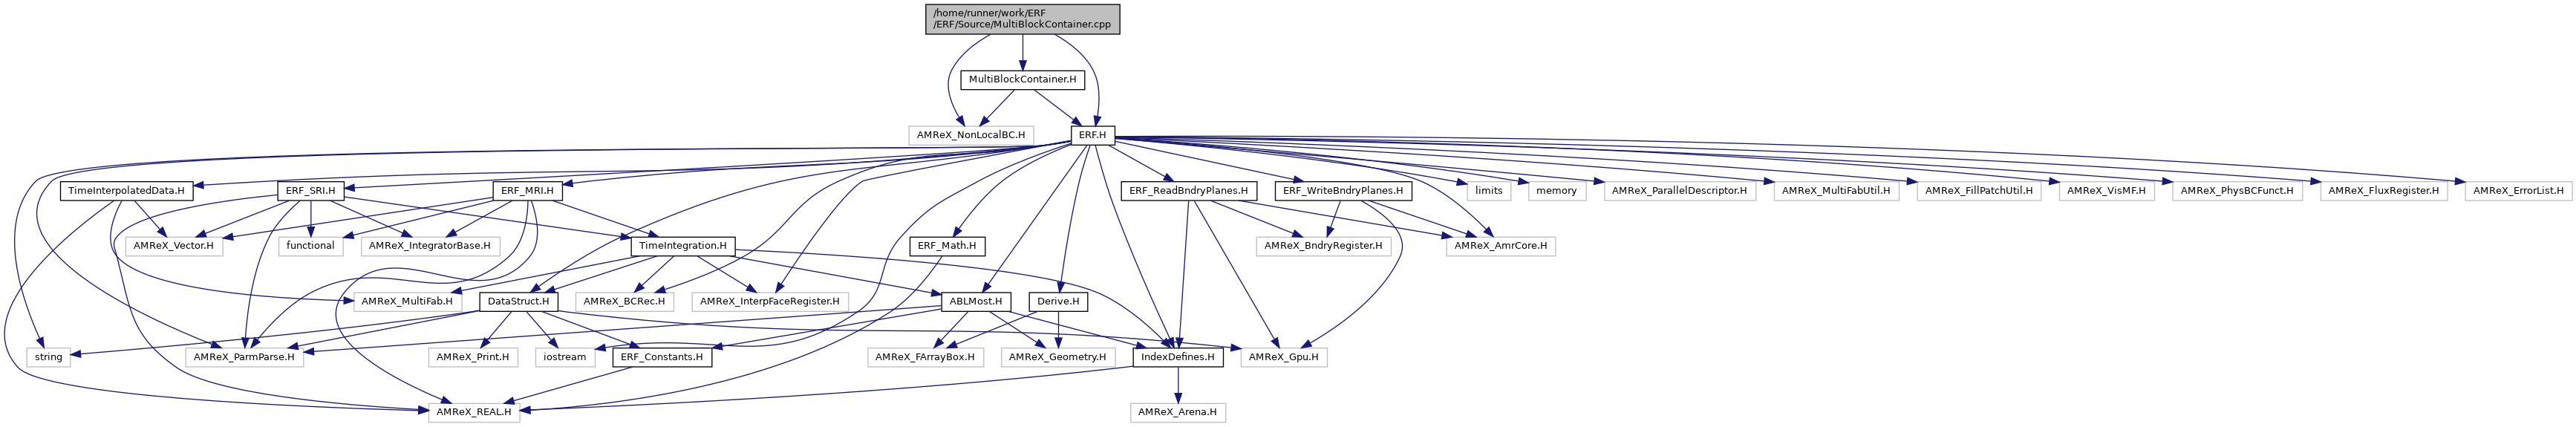 /home/runner/work/ERF
/ERF/Source/MultiBlockContainer.cpp
MultiBlockContainer.H
AMReX_NonLocalBC.H
ERF.H
TimeInterpolatedData.H
ERF_SRI.H
ERF_MRI.H
ERF_ReadBndryPlanes.H
ERF_WriteBndryPlanes.H
limits
memory
AMReX_ParallelDescriptor.H
AMReX_MultiFabUtil.H
AMReX_FillPatchUtil.H
AMReX_VisMF.H
AMReX_PhysBCFunct.H
AMReX_FluxRegister.H
AMReX_ErrorList.H
AMReX_Vector.H
functional
AMReX_IntegratorBase.H
TimeIntegration.H
ERF_Math.H
AMReX_BndryRegister.H
AMReX_AmrCore.H
AMReX_MultiFab.H
DataStruct.H
AMReX_BCRec.H
AMReX_InterpFaceRegister.H
ABLMost.H
Derive.H
string
AMReX_ParmParse.H
AMReX_Print.H
iostream
ERF_Constants.H
AMReX_FArrayBox.H
AMReX_Geometry.H
IndexDefines.H
AMReX_Gpu.H
AMReX_REAL.H
AMReX_Arena.H